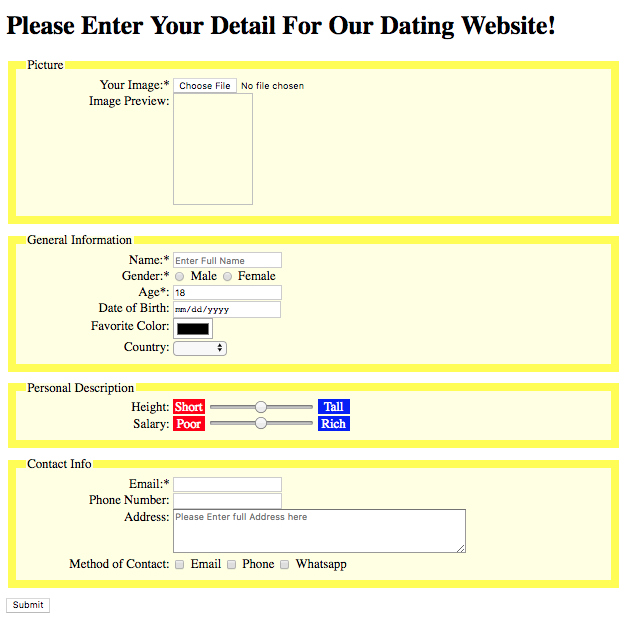 Please Enter Your Detail For Our Dating Website!
Picture
Your Image:* Choose File No file chosen
Image Preview:
General Information
Name:* Enter Full Name
Gender:* Male Female
Age*: 18
Date of Birth: mm/dd/yyyy
Favorite Color:
Country:
Personal Description
Height: Short Tall
Salary: Poor Rich
Contact Info
Email:*
Phone Number:
Address: Please Enter full Address here
Method of Contact: Email Phone Whatsapp
Submit